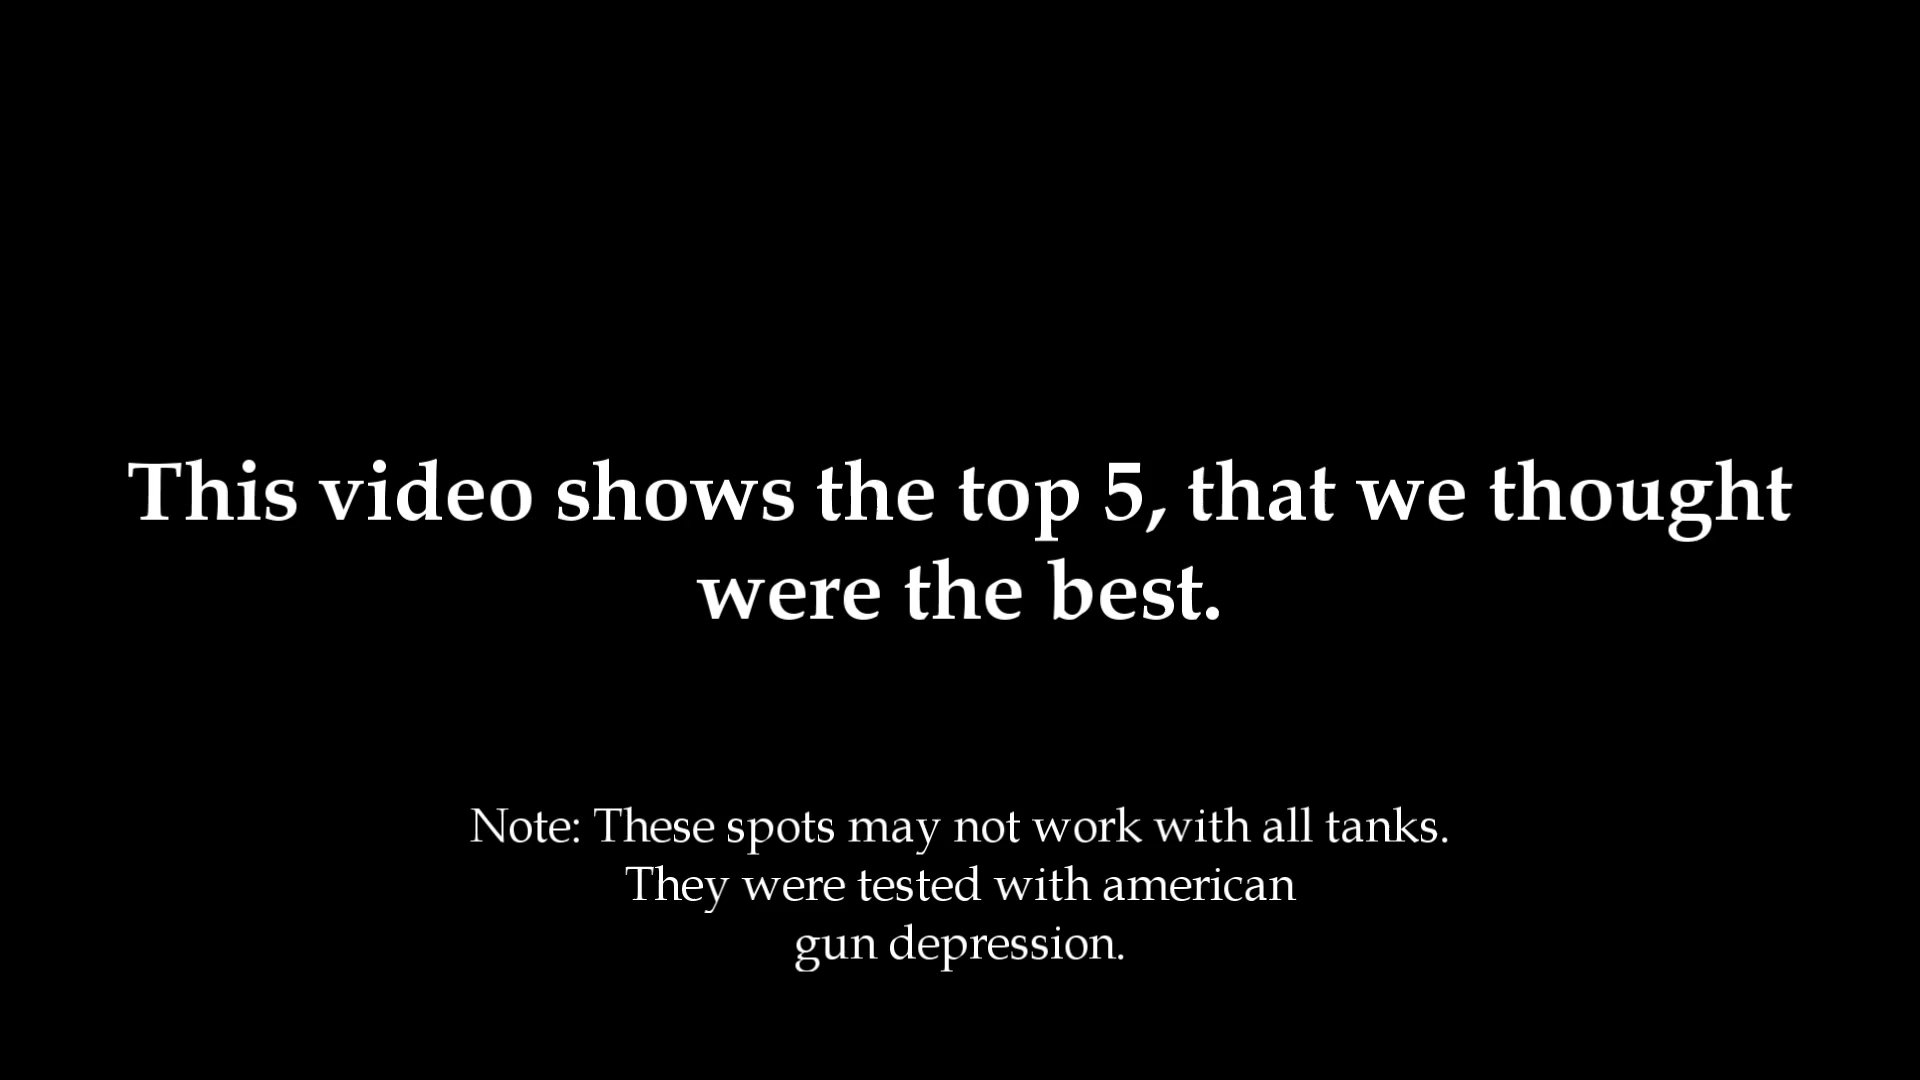 This video shows the top 5, that we thought
were the best.
Note: These spots may not work with all tanks.
They were tested with american
gun depression.